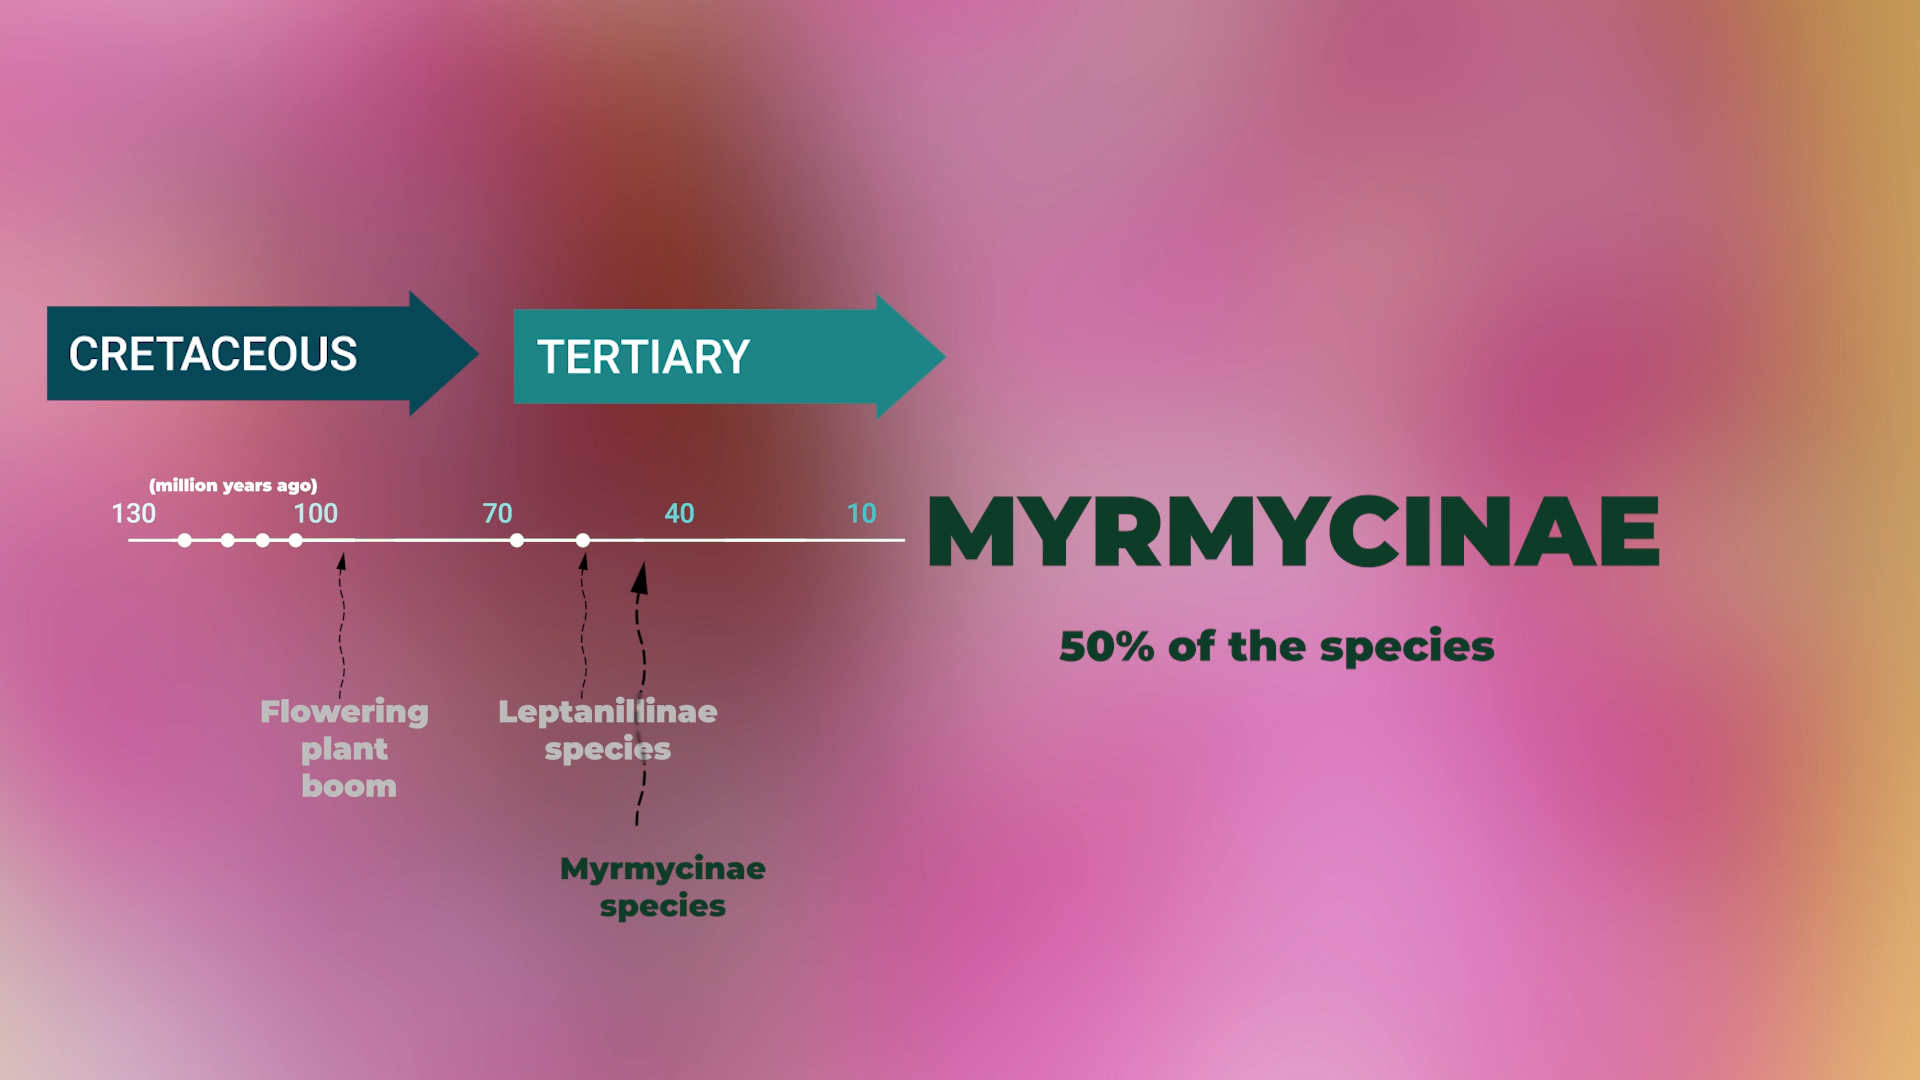 CRETACEOUS
TERTIARY
(million years ago)
130 100 70 40 10
MYRMYCINAE
50% of the species
Flowering
plant
boom
Leptanillinae
species
Myrmycinae
species